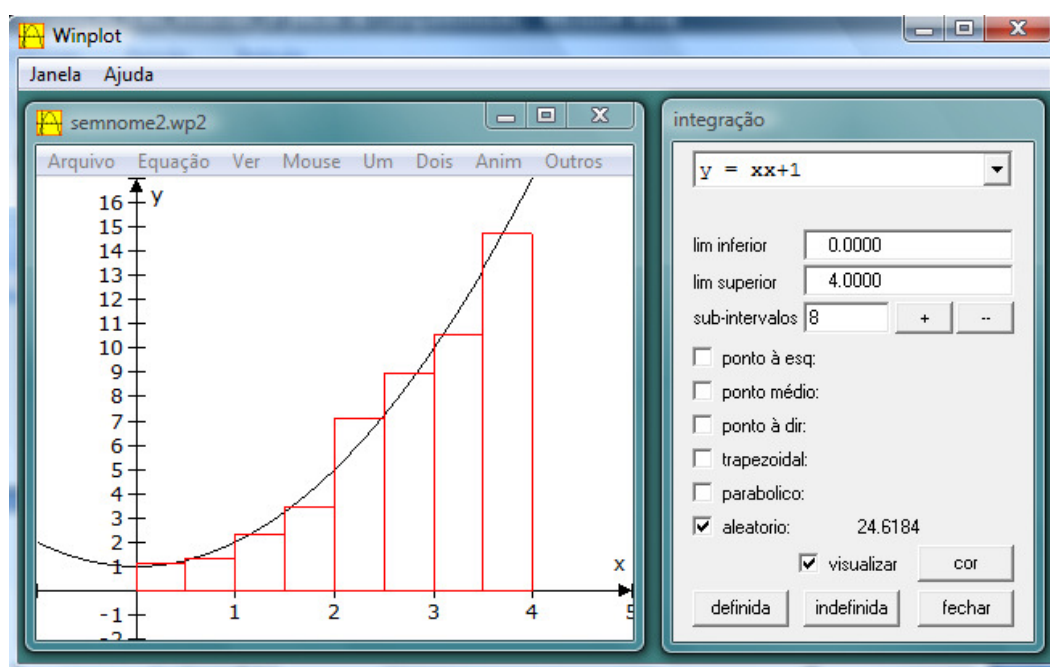 Winplot
Janela Ajuda
semnome2.wp2
Arquivo Equação Ver Mouse Um Dois Anim Outros
y
16
15
14
13
12
11
10
9
8
7
6
5
4
3
2
1
x
-1
1 2 3 4 5
-2
integração
y = xx+1
lim inferior 0.0000
lim superior 4.0000
sub-intervalos 8 + --
ponto à esq:
ponto médio:
ponto à dir:
trapezoidal:
parabolico:
aleatorio: 24.6184
visualizar cor
definida indefinida fechar